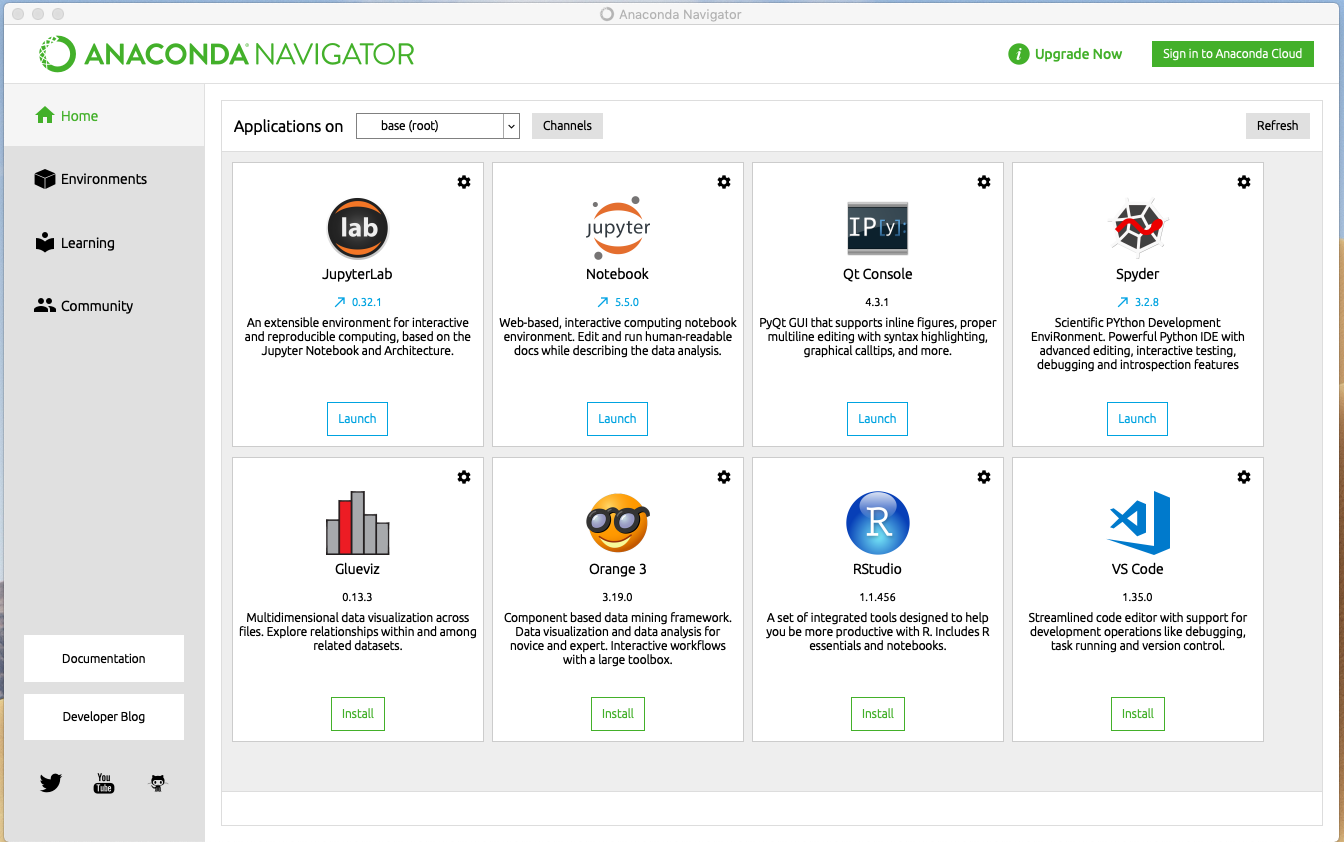 Anaconda Navigator
ANACONDA NAVIGATOR
Upgrade Now
Sign in to Anaconda Cloud
Home
Environments
Learning
Community
Documentation
Developer Blog
You
Tube
Applications on
base (root)
Channels
Refresh
lab
JupyterLab
0.32.1
An extensible environment for interactive
and reproducible computing, based on the
Jupyter Notebook and Architecture.
Launch
jupyter
Notebook
5.5.0
Web-based, interactive computing notebook
environment. Edit and run human-readable
docs while describing the data analysis.
Launch
IP[y]:
Qt Console
4.3.1
PyQt GUI that supports inline figures, proper
multiline editing with syntax highlighting,
graphical calltips, and more.
Launch
Spyder
3.2.8
Scientific PYthon Development
EnviRonment. Powerful Python IDE with
advanced editing, interactive testing,
debugging and introspection features
Launch
Glueviz
0.13.3
Multidimensional data visualization across
files. Explore relationships within and among
related datasets.
Install
Orange 3
3.19.0
Component based data mining framework.
Data visualization and data analysis for
novice and expert. Interactive workflows
with a large toolbox.
Install
R
RStudio
1.1.456
A set of integrated tools designed to help
you be more productive with R. Includes R
essentials and notebooks.
Install
VS Code
1.35.0
Streamlined code editor with support for
development operations like debugging,
task running and version control.
Install